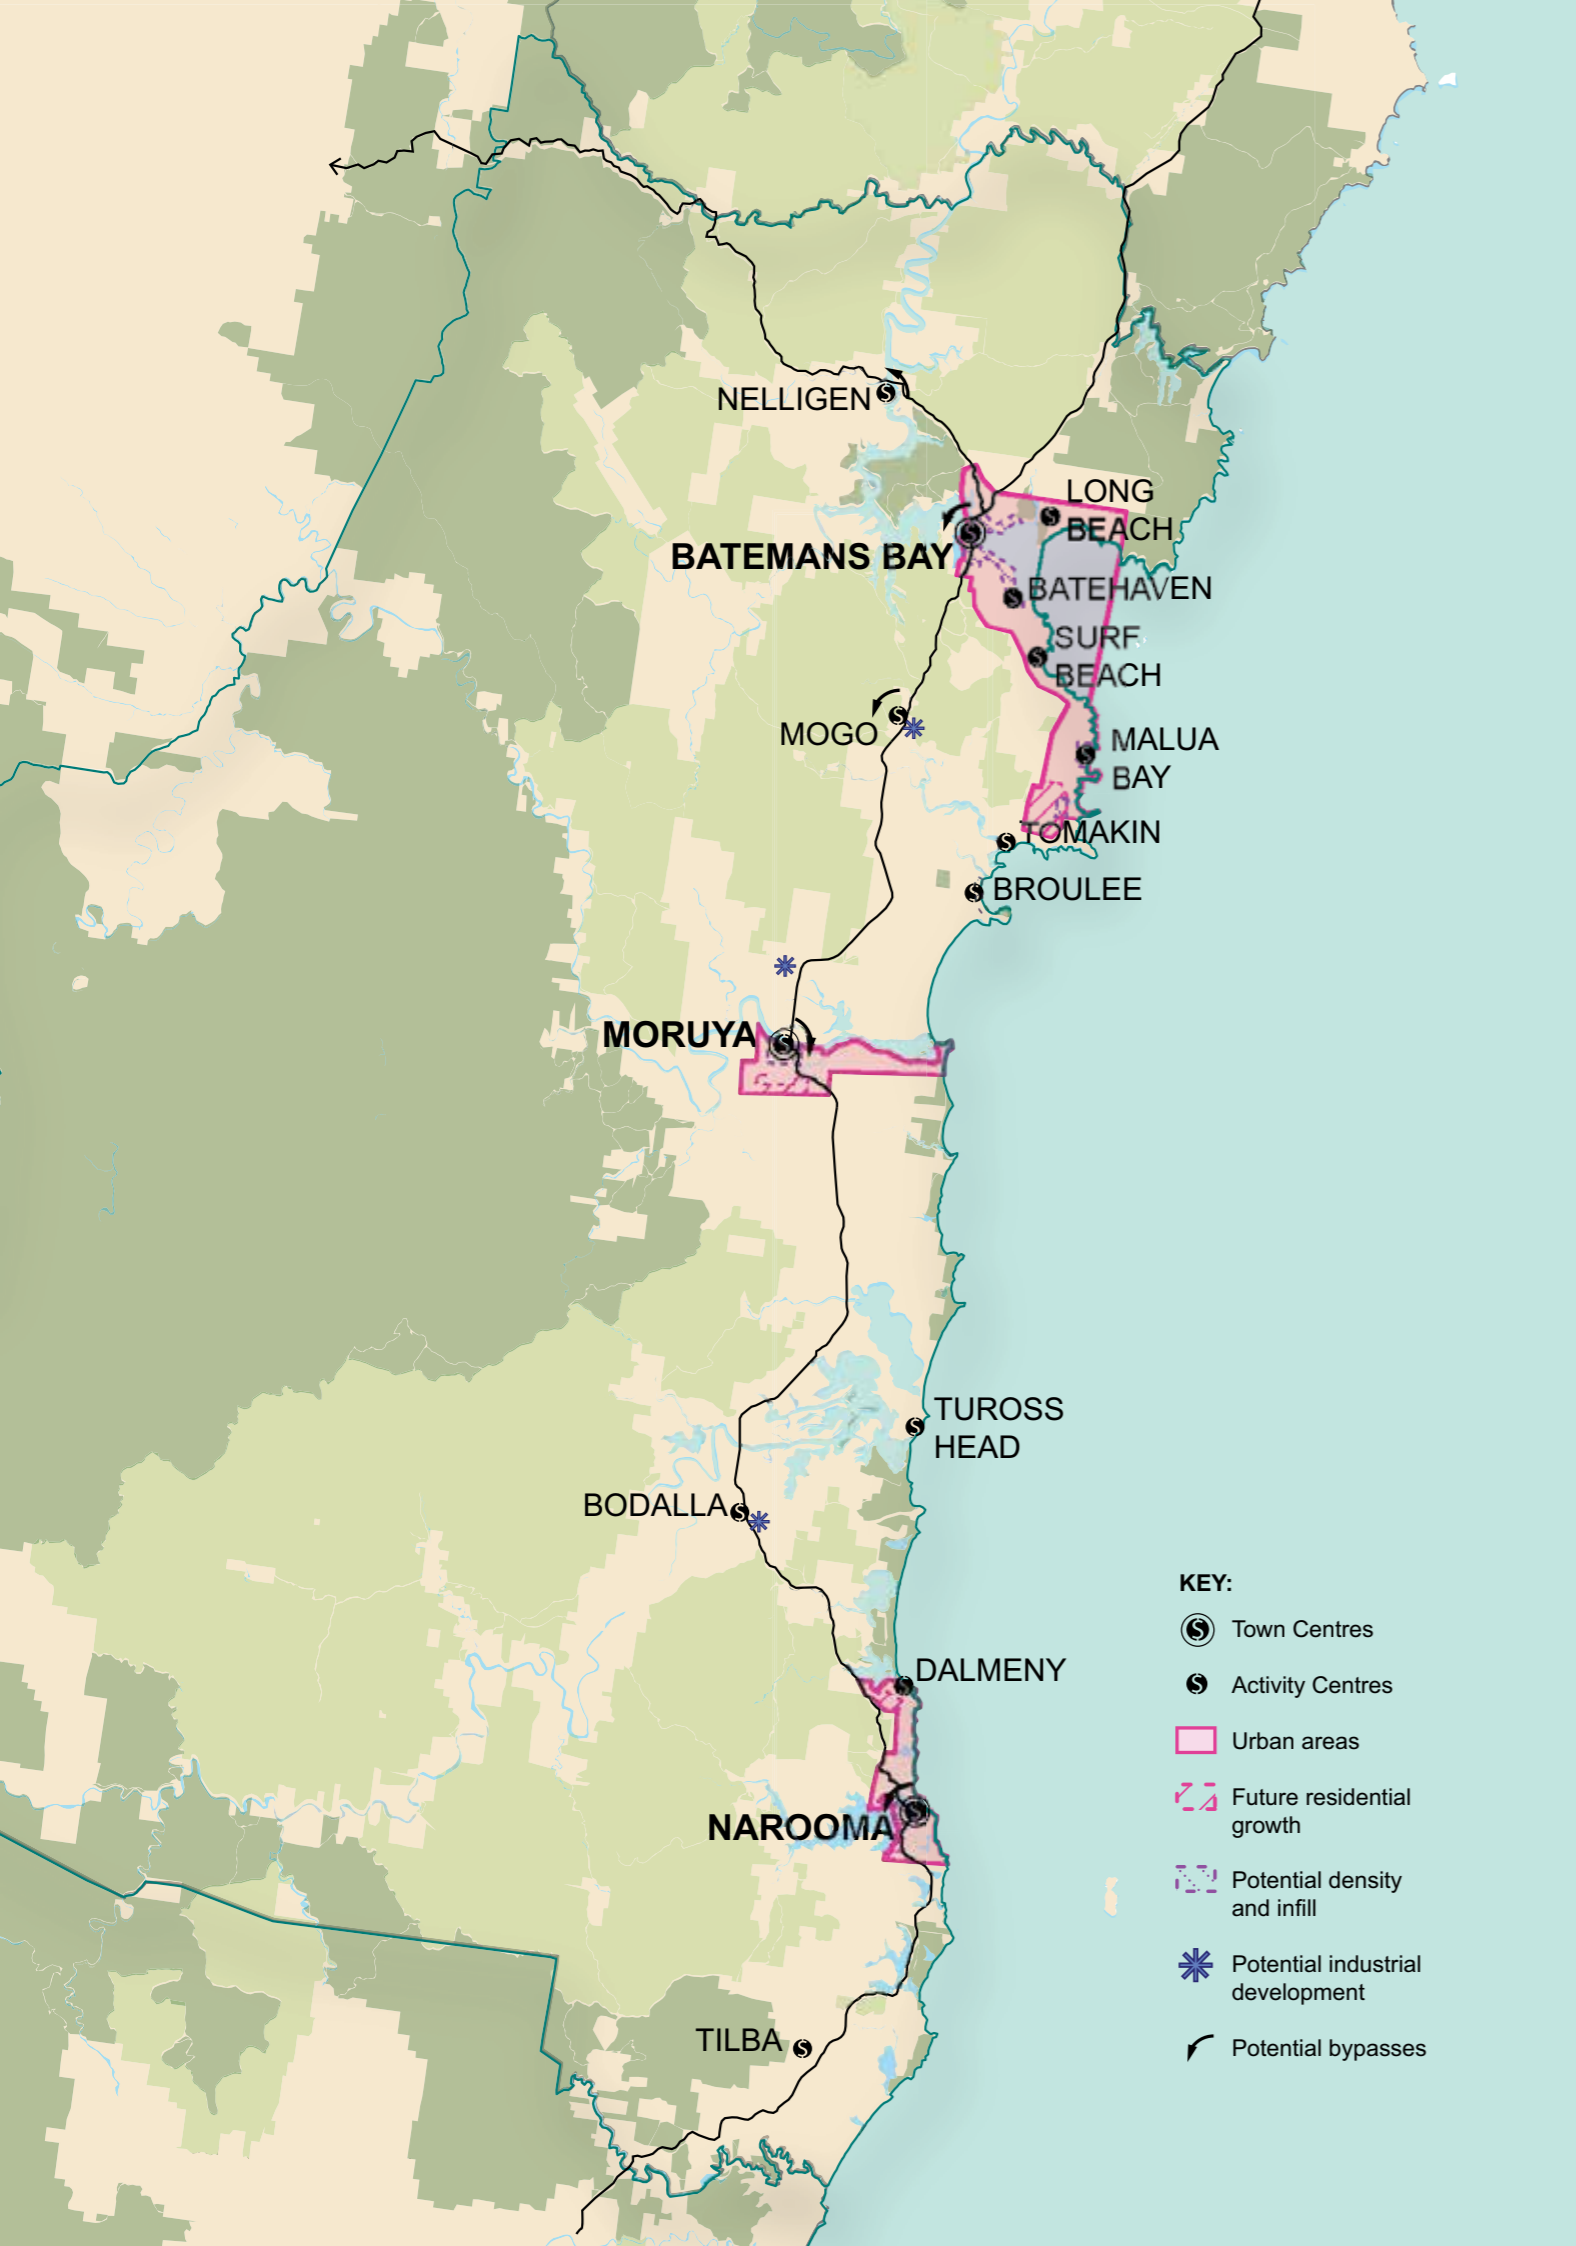 NELLIGEN
LONG
BEACH
BATEMANS BAY
BATEHAVEN
SURF
BEACH
MOGO
MALUA
BAY
TOMAKIN
BROULEE
MORUYA
TUROSS
HEAD
BODALLA
DALMENY
NAROOMA
TILBA
KEY:
Town Centres
Activity Centres
Urban areas
Future residential
growth
Potential density
and infill
Potential industrial
development
Potential bypasses